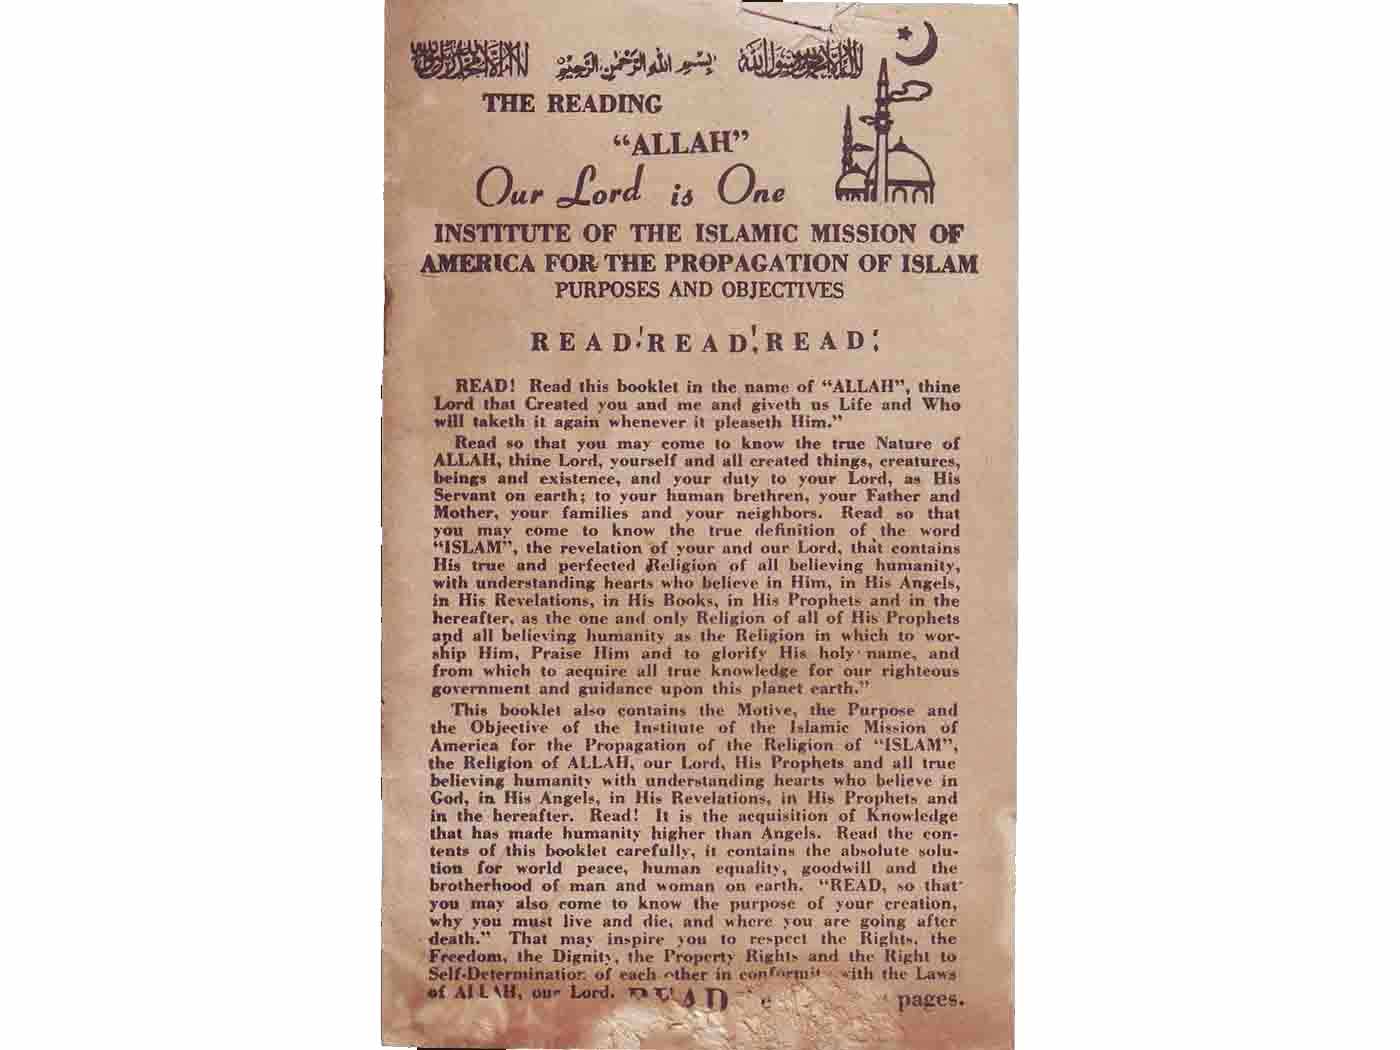 لا اله الا الله محمد رسول الله بسم الله الرحمن الرحيم لا اله الا الله محمد رسول الله
THE READING
“ALLAH”
Our Lord is One
INSTITUTE OF THE ISLAMIC MISSION OF
AMERICA FOR THE PROPAGATION OF ISLAM
PURPOSES AND OBJECTIVES
READ! READ! READ!
READ! Read this booklet in the name of “ALLAH”, thine
Lord that Created you and me and giveth us Life and Who
will taketh it again whenever it pleaseth Him.”
Read so that you may come to know the true Nature of
ALLAH, thine Lord, yourself and all created things, creatures,
beings and existence, and your duty to your Lord, as His
Servant on earth; to your human brethren, your Father and
Mother, your families and your neighbors. Read so that
you may come to know the true definition of the word
“ISLAM”, the revelation of your and our Lord, that contains
His true and perfected Religion of all believing humanity,
with understanding hearts who believe in Him, in His Angels,
in His Revelations, in His Books, in His Prophets and in the
hereafter, as the one and only Religion of all of His Prophets
and all believing humanity as the Religion in which to wor-
ship Him, Praise Him and to glorify His holy name, and
from which to acquire all true knowledge for our righteous
government and guidance upon this planet earth.”
This booklet also contains the Motive, the Purpose and
the Objective of the Institute of the Islamic Mission of
America for the Propagation of the Religion of “ISLAM”,
the Religion of ALLAH, our Lord, His Prophets and all true
believing humanity with understanding hearts who believe in
God, in His Angels, in His Revelations, in His Prophets and
in the hereafter. Read! It is the acquisition of Knowledge
that has made humanity higher than Angels. Read the con-
tents of this booklet carefully, it contains the absolute solu-
tion for world peace, human equality, goodwill and the
brotherhood of man and woman on earth. “READ, so that
you may also come to know the purpose of your creation,
why you must live and die, and where you are going after
death.” That may inspire you to respect the Rights, the
Freedom, the Dignity, the Property Rights and the Right to
Self-Determination of each other in conformity with the Laws
of ALLAH, our Lord. READ pages.